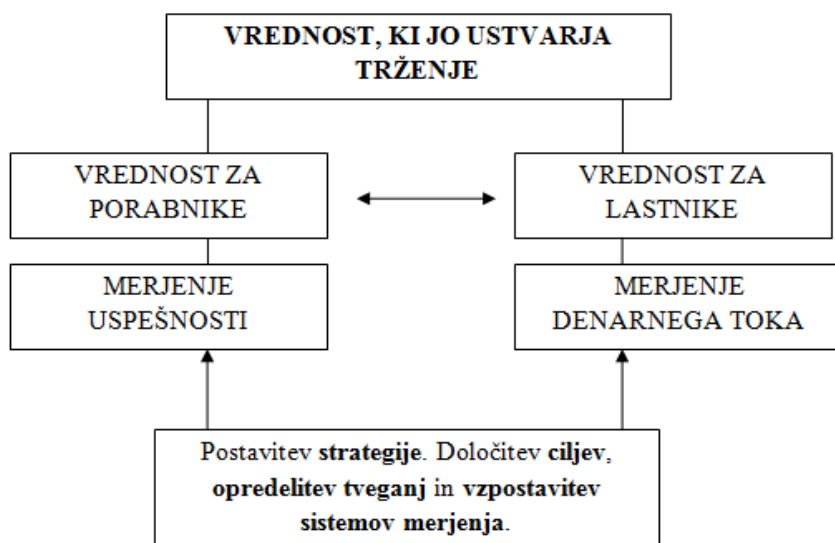 VREDNOST, KI JO USTVARJA
TRŽENJE
VREDNOST ZA
PORABNIKE
VREDNOST ZA
LASTNIKE
MERJENJE
USPEŠNOSTI
MERJENJE
DENARNEGA TOKA
Postavitev strategije. Določitev ciljev,
opredelitev tveganj in vzpostavitev
sistemov merjenja.